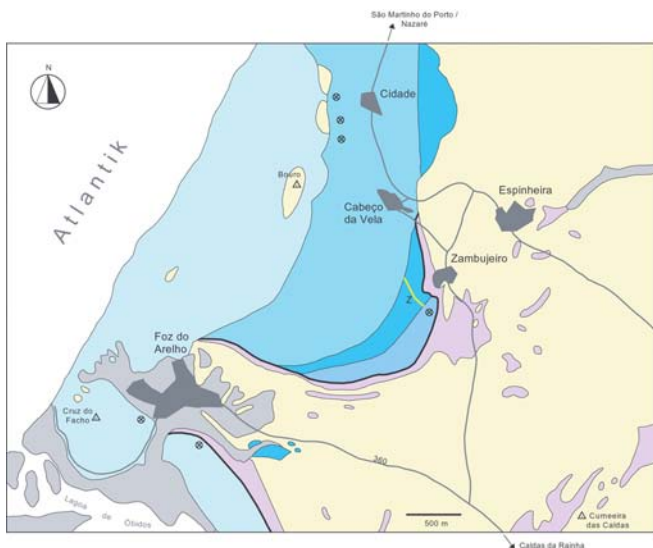 São Martinho do Porto /
Nazaré
N
Cidade
Atlantik
Bouro
Espinheira
Cabeço
da Vela
Zambujeiro
Z
Foz do
Arelho
Cruz do
Facho
360
Lagoa de
Óbidos
500 m
Cumeeira
das Caldas
Caldas da Rainha